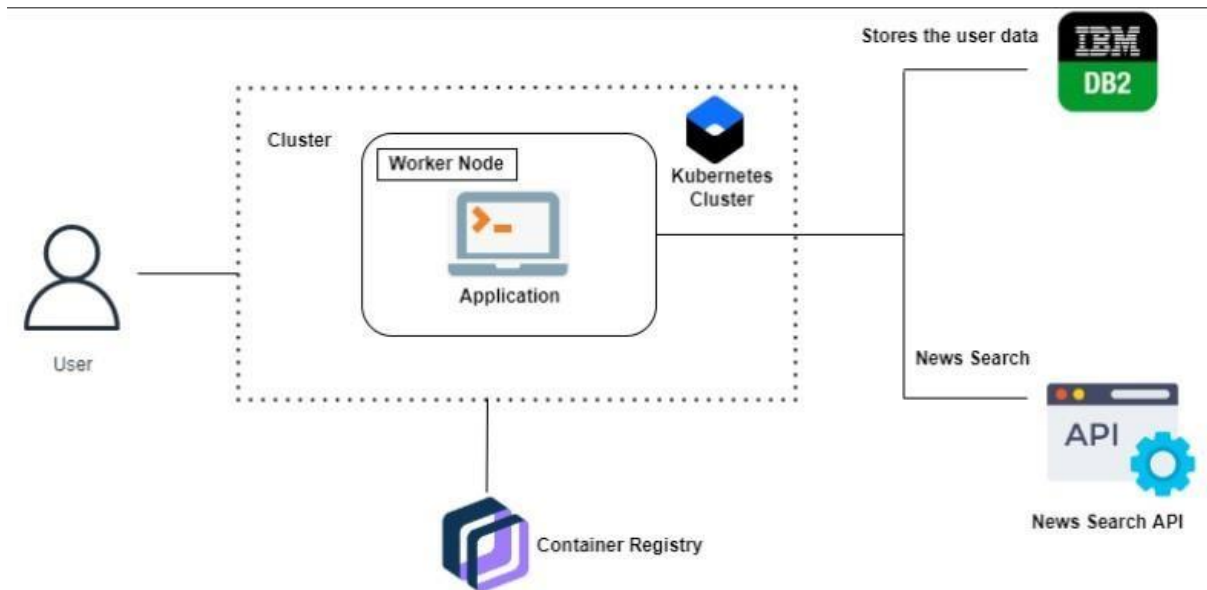 Stores the user data
IBM
DB2
Cluster
Worker Node
Kubernetes
Cluster
Application
User
News Search
API
News Search API
Container Registry